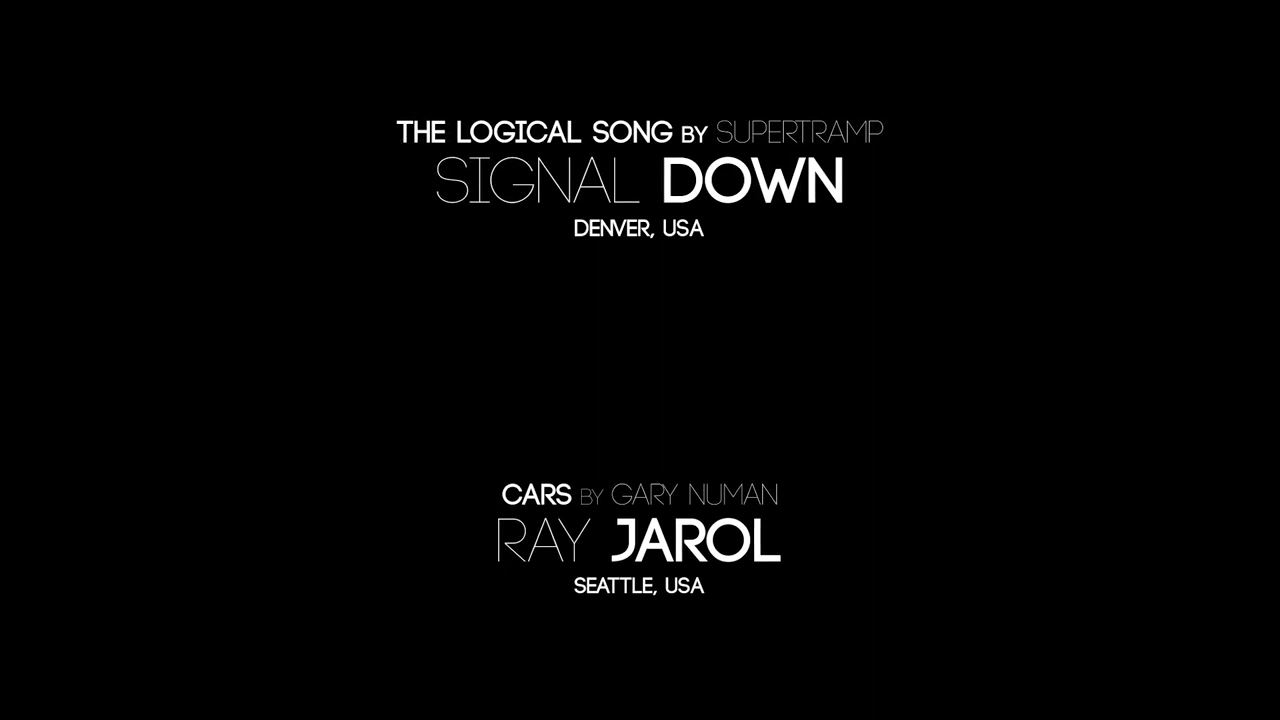 THE LOGICAL SONG BY SUPERTRAMP
SIGNAL DOWN
DENVER, USA
CARS BY GARY NUMAN
RAY JAROL
SEATTLE, USA